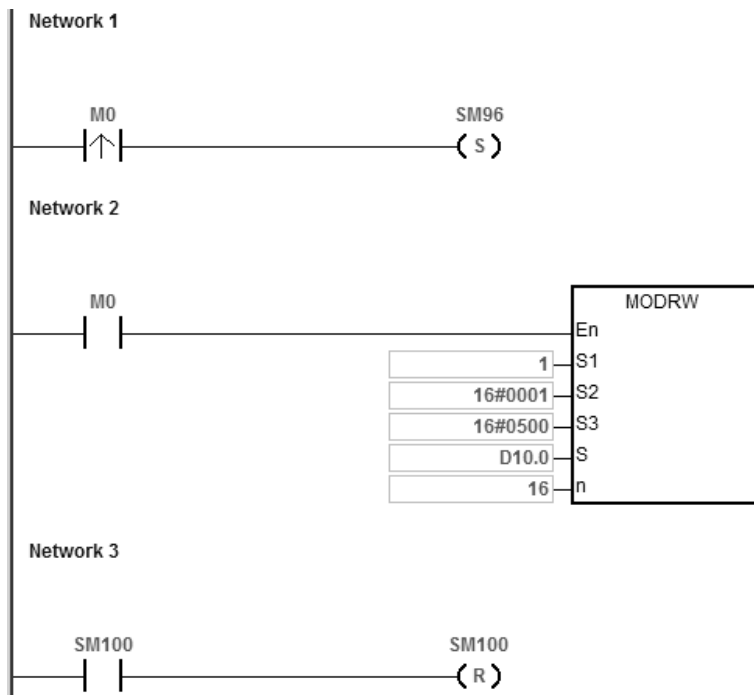 Network 1
M0
SM96
S
Network 2
M0
MODRW
En
1
S1
16#0001
S2
16#0500
S3
D10.0
S
16
n
Network 3
SM100
SM100
R